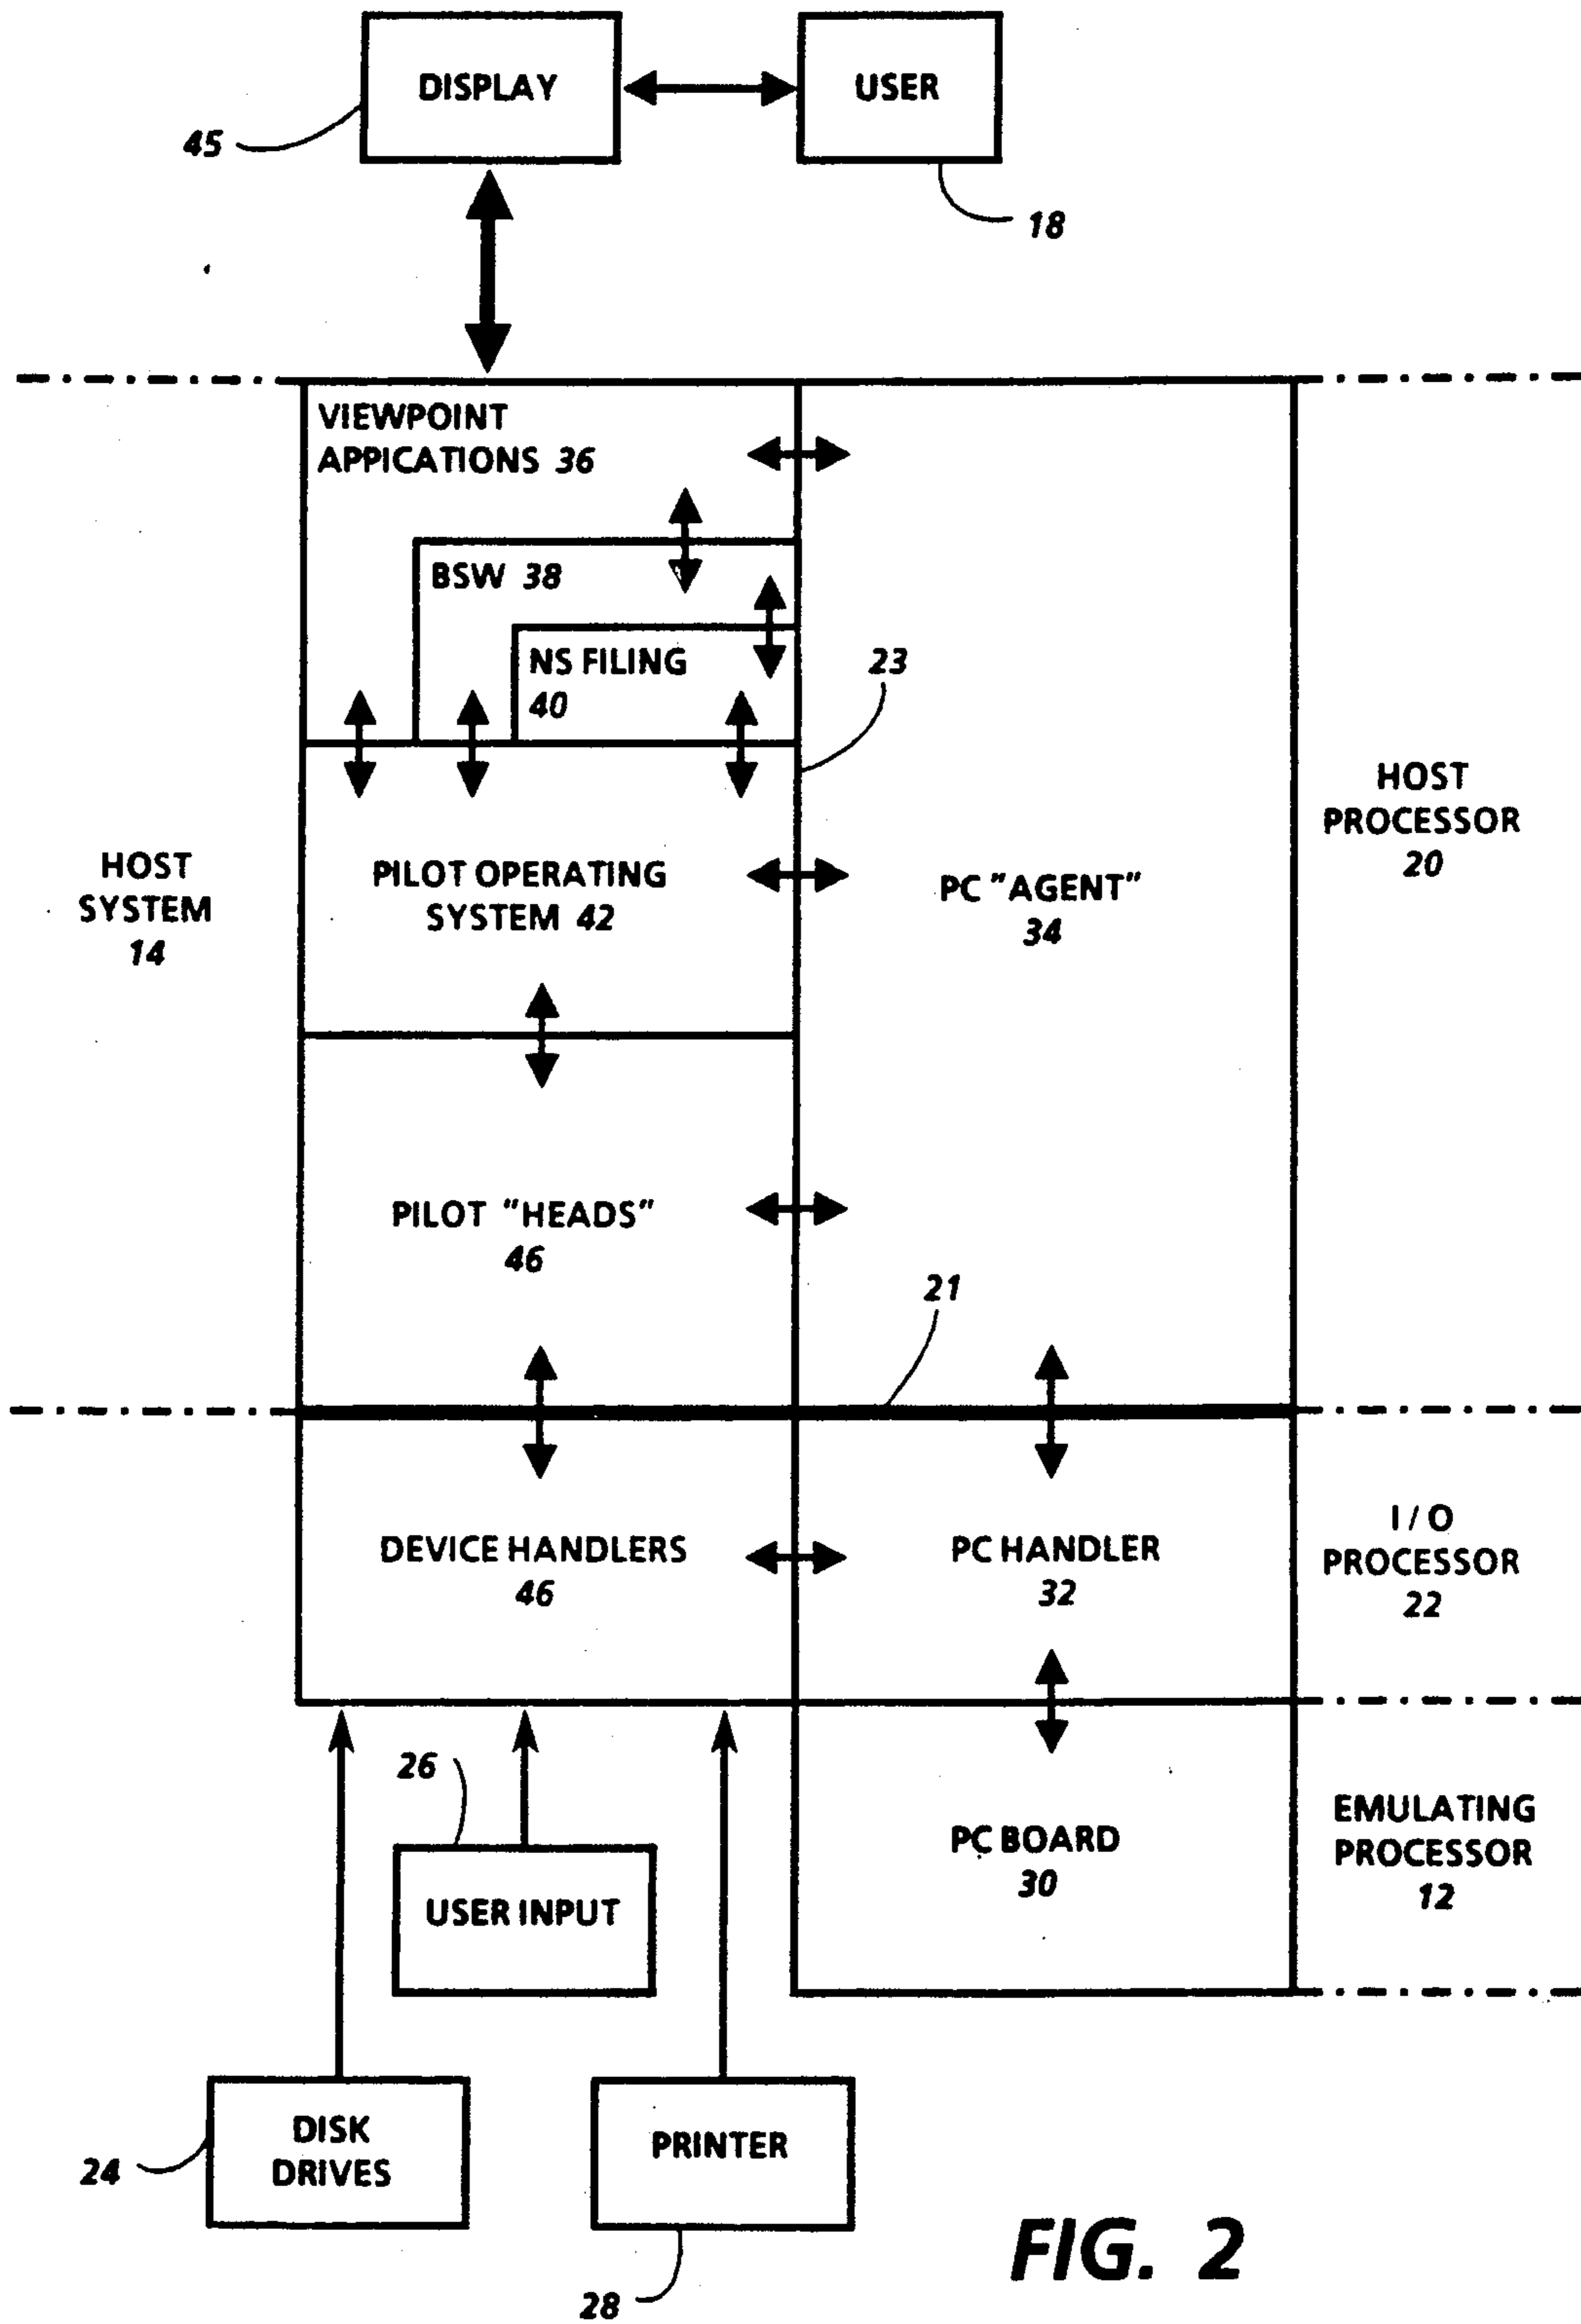 DISPLAY
USER
45
18
VIEWPOINT
APPICATIONS 36
BSW 38
NS FILING
40
23
HOST
PROCESSOR
20
HOST
SYSTEM
14
PILOT OPERATING
SYSTEM 42
PC "AGENT"
34
PILOT "HEADS"
46
21
DEVICE HANDLERS
46
PC HANDLER
32
I/O
PROCESSOR
22
26
USER INPUT
PC BOARD
30
EMULATING
PROCESSOR
12
DISK
DRIVES
24
PRINTER
28
FIG. 2